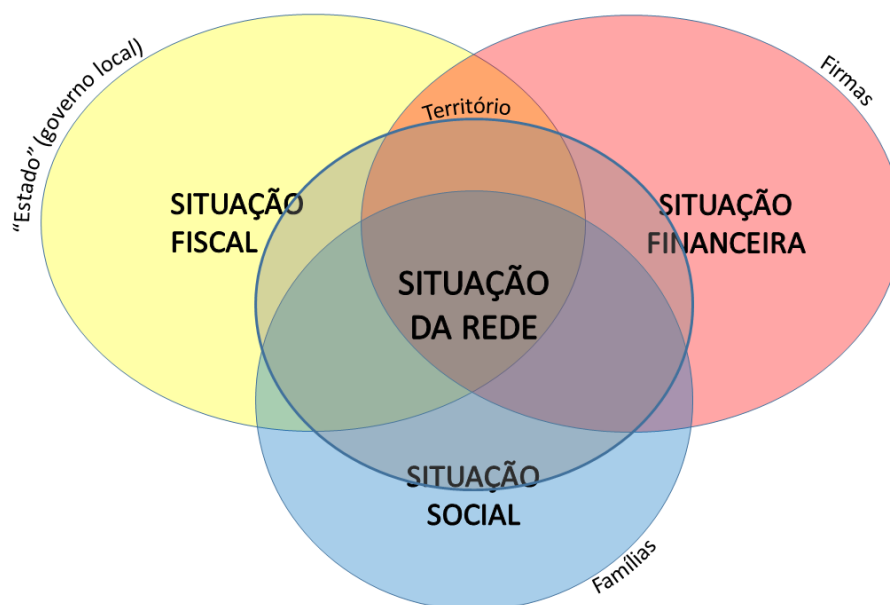 "Estado" (governo local)
Território
Firmas
SITUAÇÃO
FISCAL
SITUAÇÃO
FINANCEIRA
SITUAÇÃO
DA REDE
SITUAÇÃO
SOCIAL
Famílias